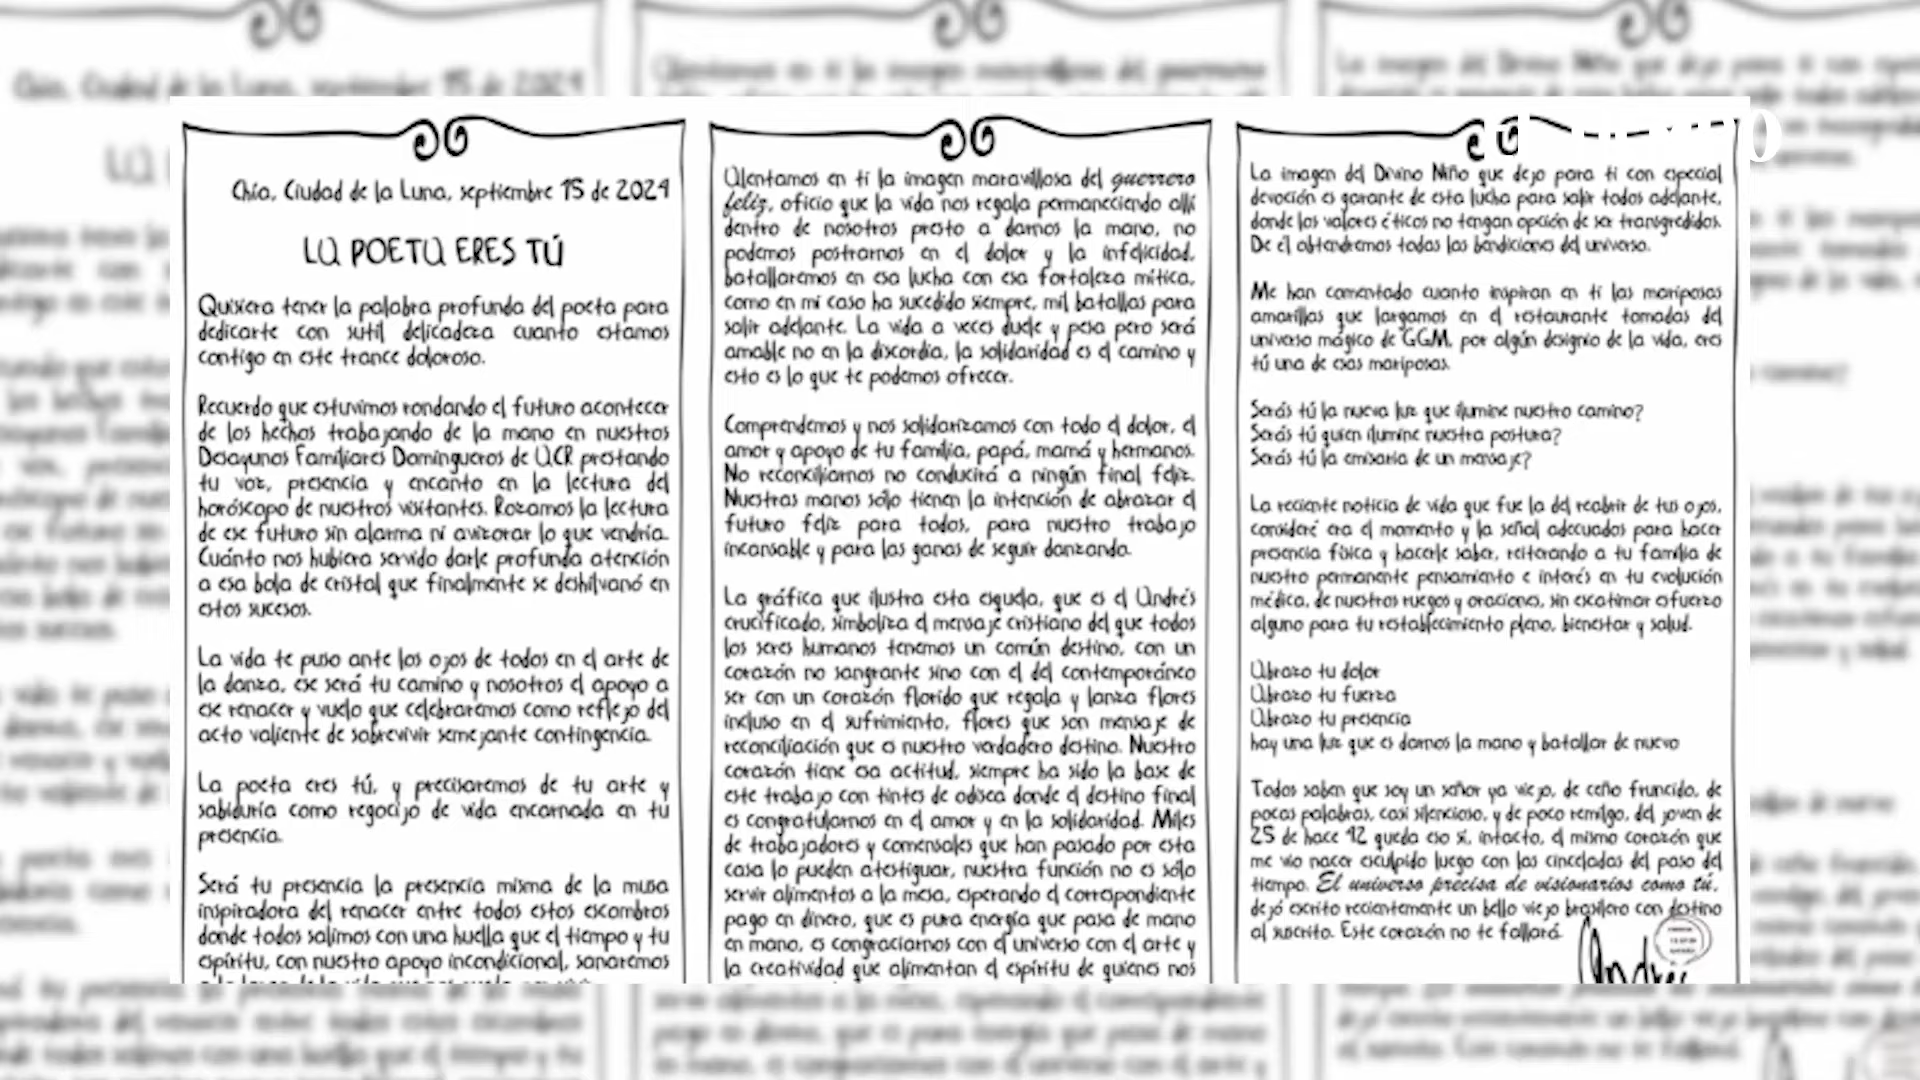 Chía, Ciudad de la Luna, septiembre 15 de 2024
LA POETA ERES TÚ
Quisiera tener la palabra profunda del poeta para
dedicarte con sutil delicadeza cuanto estamos
contigo en este trance doloroso.
Recuerdo que estuvimos rondando el futuro acontecer
de los hechos trabajando de la mano en nuestros
Desayunos Familiares Domingueros de ACR prestando
tu voz, presencia y encanto en la lectura del
horóscopo de nuestros visitantes. Rozamos la lectura
de ese futuro sin alarma ni avizorar lo que vendría.
Cuánto nos hubiera servido darle profunda atención
a esa bola de cristal que finalmente se deshilvanó en
estos sucesos.
La vida te puso ante los ojos de todos en el arte de
la danza, ese será tu camino y nosotros el apoyo a
ese renacer y vuelo que celebraremos como reflejo del
acto valiente de sobrevivir semejante contingencia.
La poeta eres tú, y precisaremos de tu arte y
sabiduría como regocijo de vida encarnada en tu
presencia.
Será tu presencia la presencia misma de la musa
inspiradora del renacer entre todos estos escombros
donde todos salimos con una huella que el tiempo y tu
espíritu, con nuestro apoyo incondicional, sanaremos
Alentamos en ti la imagen maravillosa del guerrero
feliz, oficio que la vida nos regala permaneciendo allí
dentro de nosotros presto a darnos la mano, no
podemos postrarnos en el dolor y la infelicidad,
batallaremos en esa lucha con esa fortaleza mítica,
como en mi caso ha sucedido siempre, mil batallas para
salir adelante. La vida a veces duele y pesa pero será
amable no en la discordia, la solidaridad es el camino y
esto es lo que te podemos ofrecer.
Comprendemos y nos solidarizamos con todo el dolor, el
amor y apoyo de tu familia, papá, mamá y hermanos.
No reconciliarnos no conducirá a ningún final feliz.
Nuestras manos sólo tienen la intención de abrazar el
futuro feliz para todos, para nuestro trabajo
incansable y para las ganas de seguir danzando.
La gráfica que ilustra esta esquela, que es el Andrés
crucificado, simboliza el mensaje cristiano del que todos
los seres humanos tenemos un común destino, con un
corazón no sangrante sino con el del contemporáneo
ser con un corazón florido que regala y lanza flores
incluso en el sufrimiento, flores que son mensaje de
reconciliación que es nuestro verdadero destino. Nuestro
corazón tiene esa actitud, siempre ha sido la base de
este trabajo con tintes de odisea donde el destino final
es congratularnos en el amor y en la solidaridad. Miles
de trabajadores y comensales que han pasado por esta
casa lo pueden atestiguar, nuestra función no es sólo
servir alimentos a la mesa, esperando el correspondiente
pago en dinero, que es pura energía que pasa de mano
en mano, es congraciarnos con el universo con el arte y
la creatividad que alimentan el espíritu de quienes nos
La imagen del Divino Niño que dejo para ti con especial
devoción es garante de esta lucha para salir todos adelante,
donde los valores éticos no tengan opción de ser transgredidos.
De él obtendremos todas las bendiciones del universo.
Me han comentado cuanto inspiran en ti las mariposas
amarillas que largamos en el restaurante tomadas del
universo mágico de GGM, por algún designio de la vida, eres
tú una de esas mariposas.
Serás tú la nueva luz que ilumine nuestro camino?
Serás tú quien ilumine nuestra postura?
Serás tú la emisaria de un mensaje?
La reciente noticia de vida que fue la del reabrir de tus ojos,
consideré era el momento y la señal adecuados para hacer
presencia física y hacerle saber, reiterando a tu familia de
nuestro permanente pensamiento e interés en tu evolución
médica, de nuestros ruegos y oraciones, sin escatimar esfuerzo
alguno para tu restablecimiento pleno, bienestar y salud.
Abrazo tu dolor
Abrazo tu fuerza
Abrazo tu presencia
hay una luz que es darnos la mano y batallar de nuevo
Todos saben que soy un señor ya viejo, de ceño fruncido, de
pocas palabras, casi silencioso, y de poco remilgo, del joven de
25 de hace 42 queda eso sí, intacto, el mismo corazón que
me vio nacer esculpido luego con las cinceladas del paso del
tiempo. El universo precisa de visionarios como tú,
dejó escrito recientemente un bello viejo brasilero con destino
al suscrito. Este corazón no te fallará.
Andrés